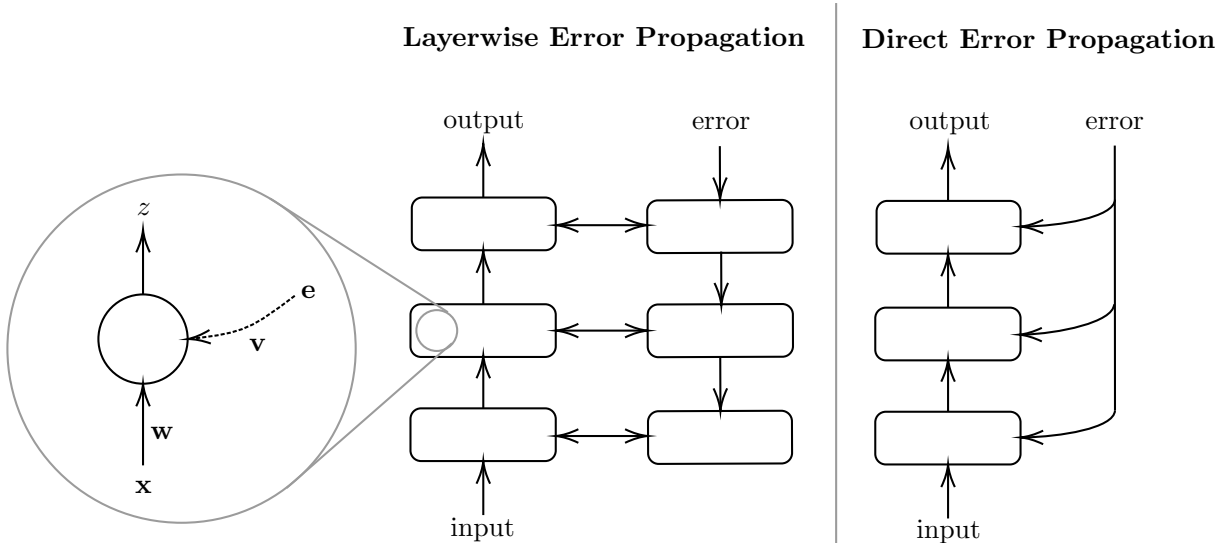 Layerwise Error Propagation
Direct Error Propagation
output
error
output
error
z
e
v
w
x
input
input